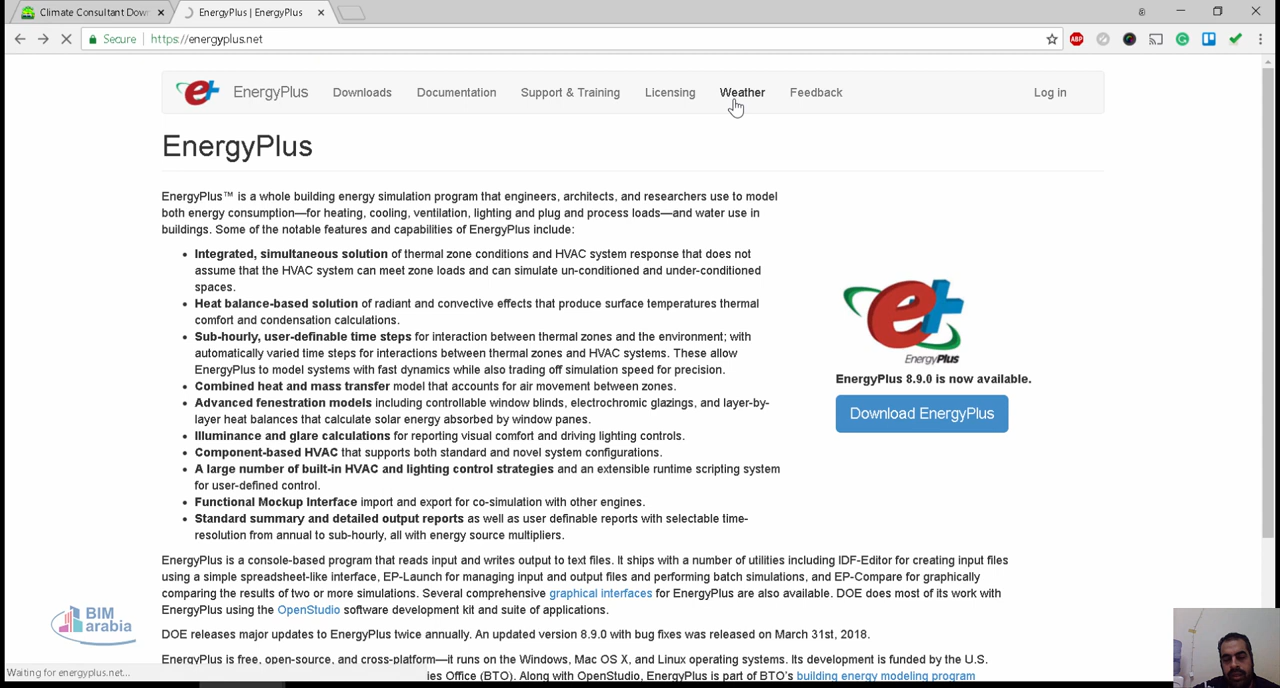 Climate Consultant Down
EnergyPlus | EnergyPlus
Secure
https://energyplus.net
ABP
EnergyPlus
Downloads
Documentation
Support & Training
Licensing
Weather
Feedback
Log in
EnergyPlus
EnergyPlus™ is a whole building energy simulation program that engineers, architects, and researchers use to model
both energy consumption—for heating, cooling, ventilation, lighting and plug and process loads—and water use in
buildings. Some of the notable features and capabilities of EnergyPlus include:
• Integrated, simultaneous solution of thermal zone conditions and HVAC system response that does not
assume that the HVAC system can meet zone loads and can simulate un-conditioned and under-conditioned
spaces.
• Heat balance-based solution of radiant and convective effects that produce surface temperatures thermal
comfort and condensation calculations.
• Sub-hourly, user-definable time steps for interaction between thermal zones and the environment; with
automatically varied time steps for interactions between thermal zones and HVAC systems. These allow
EnergyPlus to model systems with fast dynamics while also trading off simulation speed for precision.
• Combined heat and mass transfer model that accounts for air movement between zones.
• Advanced fenestration models including controllable window blinds, electrochromic glazings, and layer-by-
layer heat balances that calculate solar energy absorbed by window panes.
• Illuminance and glare calculations for reporting visual comfort and driving lighting controls.
• Component-based HVAC that supports both standard and novel system configurations.
• A large number of built-in HVAC and lighting control strategies and an extensible runtime scripting system
for user-defined control.
• Functional Mockup Interface import and export for co-simulation with other engines.
• Standard summary and detailed output reports as well as user definable reports with selectable time-
resolution from annual to sub-hourly, all with energy source multipliers.
e+
EnergyPlus
EnergyPlus 8.9.0 is now available.
Download EnergyPlus
EnergyPlus is a console-based program that reads input and writes output to text files. It ships with a number of utilities including IDF-Editor for creating input files
using a simple spreadsheet-like interface, EP-Launch for managing input and output files and performing batch simulations, and EP-Compare for graphically
comparing the results of two or more simulations. Several comprehensive graphical interfaces for EnergyPlus are also available. DOE does most of its work with
EnergyPlus using the OpenStudio software development kit and suite of applications.
DOE releases major updates to EnergyPlus twice annually. An updated version 8.9.0 with bug fixes was released on March 31st, 2018.
EnergyPlus is free, open-source, and cross-platform—it runs on the Windows, Mac OS X, and Linux operating systems. Its development is funded by the U.S.
ies Office (BTO). Along with OpenStudio, EnergyPlus is part of BTO's building energy modeling program
BIM
arabia
Waiting for energyplus.net...